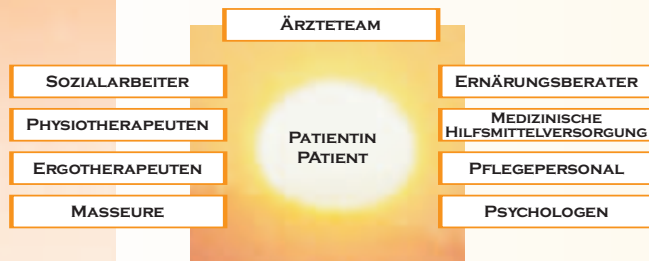 ÄRZTETEAM
SOZIALARBEITER
PHYSIOTHERAPEUTEN
ERGOTHERAPEUTEN
MASSEURE
PATIENTIN
PATIENT
ERNÄRUNGSBERATER
MEDIZINISCHE
HILFSMITTELVERSORGUNG
PFLEGEPERSONAL
PSYCHOLOGEN